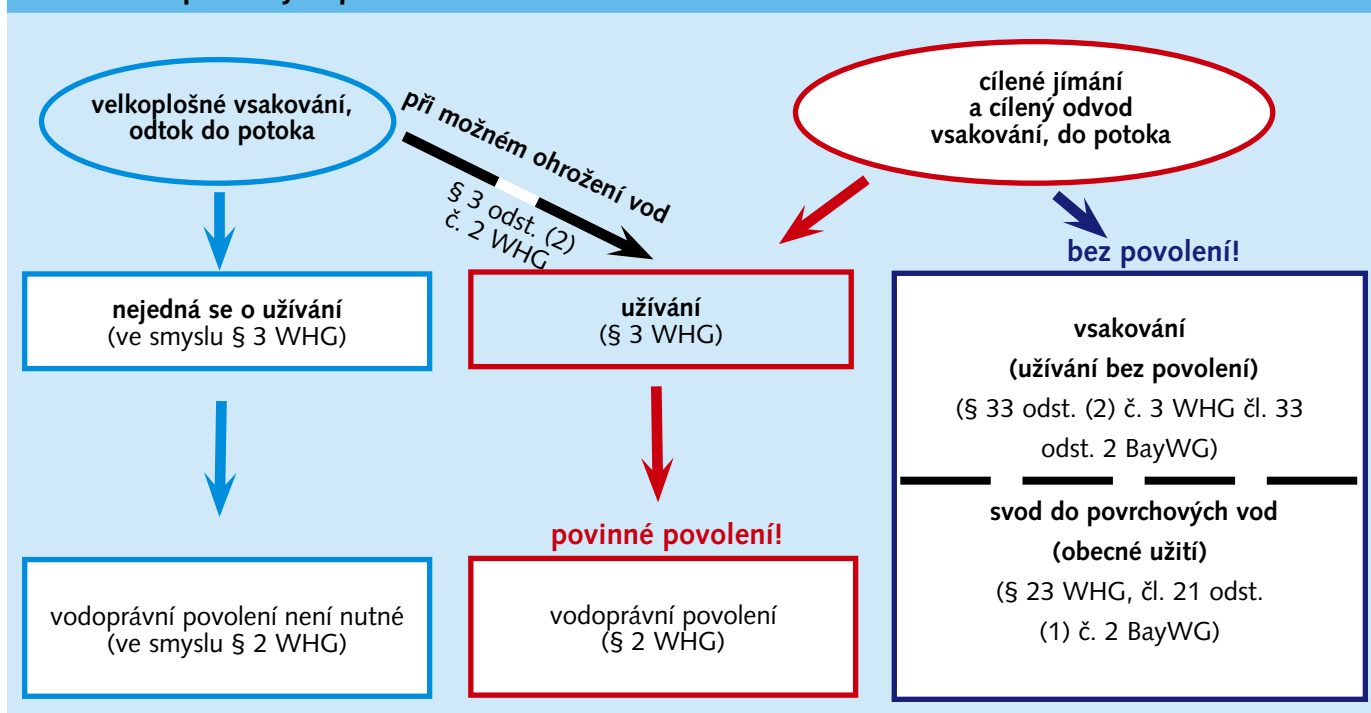 velkoplošné vsakování,
odtok do potoka
při možném ohrožení vod
§ 3 odst. (2)
č. 2 WHG
cílené jímání
a cílený odvod
vsakování, do potoka
nejedná se o užívání
(ve smyslu § 3 WHG)
užívání
(§ 3 WHG)
bez povolení!
vsakování
(užívání bez povolení)
(§ 33 odst. (2) č. 3 WHG čl. 33
odst. 2 BayWG)
svod do povrchových vod
(obecné užití)
(§ 23 WHG, čl. 21 odst.
(1) č. 2 BayWG)
vodoprávní povolení není nutné
(ve smyslu § 2 WHG)
povinné povolení!
vodoprávní povolení
(§ 2 WHG)